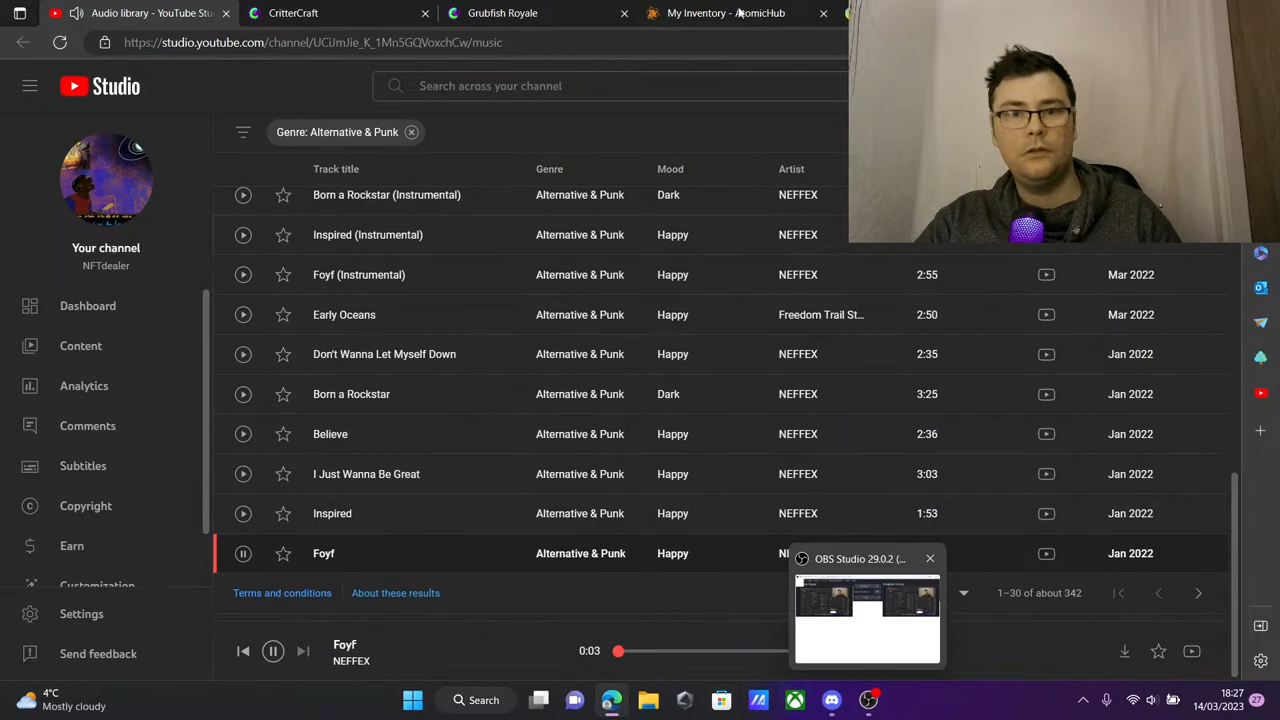 Audio library - YouTube Stu
CritterCraft
Grubfish Royale
My Inventory - AtomicHub
https://studio.youtube.com/channel/UCiJmJie_K_1Mn5GQVoxchCw/music
Studio
Search across your channel
Genre: Alternative & Punk
Track title Genre Mood Artist
Born a Rockstar (Instrumental) Alternative & Punk Dark NEFFEX
Your channel
NFTdealer
Inspired (Instrumental) Alternative & Punk Happy NEFFEX
Foyf (Instrumental) Alternative & Punk Happy NEFFEX 2:55 Mar 2022
Dashboard
Early Oceans Alternative & Punk Happy Freedom Trail St... 2:50 Mar 2022
Content
Don't Wanna Let Myself Down Alternative & Punk Happy NEFFEX 2:35 Jan 2022
Analytics
Born a Rockstar Alternative & Punk Dark NEFFEX 3:25 Jan 2022
Comments
Believe Alternative & Punk Happy NEFFEX 2:36 Jan 2022
Subtitles
I Just Wanna Be Great Alternative & Punk Happy NEFFEX 3:03 Jan 2022
Copyright
Inspired Alternative & Punk Happy NEFFEX 1:53 Jan 2022
Earn
Foyf Alternative & Punk Happy Jan 2022
OBS Studio 29.0.2 (...
Customization
Terms and conditions About these results 1–30 of about 342
Settings
Send feedback
Foyf
NEFFEX
0:03
4°C
Mostly cloudy
Search
18:27
14/03/2023
27